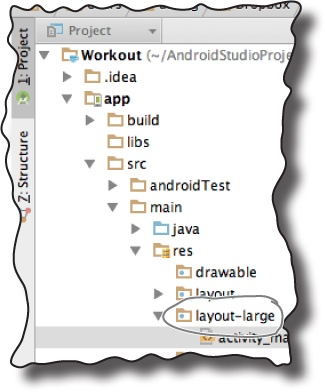 Project
1: Project
Workout (~/AndroidStudioProje
.idea
app
build
libs
src
androidTest
main
java
res
drawable
layout
layout-large
activity_ma
7: Structure